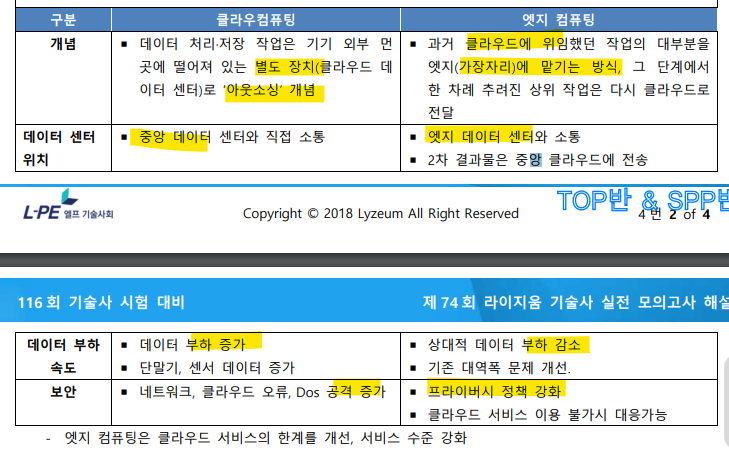 구분 클라우컴퓨팅 엣지 컴퓨팅
개념
▪ 데이터 처리·저장 작업은 기기 외부 먼
곳에 떨어져 있는 별도 장치(클라우드 데
이터 센터)로 '아웃소싱' 개념
▪ 과거 클라우드에 위임했던 작업의 대부분을
엣지(가장자리)에 맡기는 방식, 그 단계에서
한 차례 추려진 상위 작업은 다시 클라우드로
전달
데이터 센터
위치
▪ 중앙 데이터 센터와 직접 소통
▪ 엣지 데이터 센터와 소통
▪ 2차 결과물은 중앙 클라우드에 전송
L-PE 엘프 기술사회
Copyright © 2018 Lyzeum All Right Reserved
TOP반 & SPP반
4 번 2 of 4
116회 기술사 시험 대비
제 74회 라이지움 기술사 실전 모의고사 해설
데이터 부하
속도
▪ 데이터 부하 증가
▪ 단말기, 센서 데이터 증가
▪ 상대적 데이터 부하 감소
▪ 기존 대역폭 문제 개선.
보안
▪ 네트워크, 클라우드 오류, Dos 공격 증가
▪ 프라이버시 정책 강화
▪ 클라우드 서비스 이용 불가시 대응가능
- 엣지 컴퓨팅은 클라우드 서비스의 한계를 개선, 서비스 수준 강화